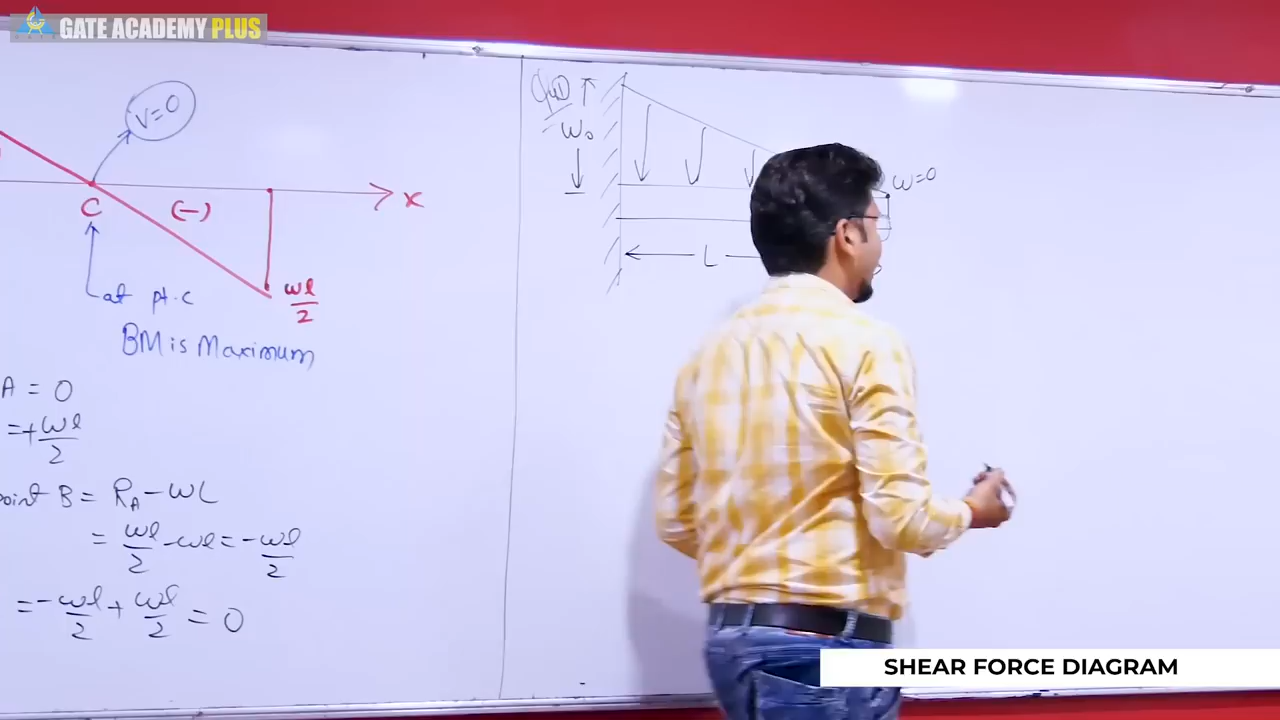 GATE ACADEMY PLUS
V=0
C
(-)
x
at pt.c
wl/2
BM is Maximum
A = 0
=+wl/2
point B = R_A - wL
= wl/2 - wl = -wl/2
= -wl/2 + wl/2 = 0
w₀
w=0
L
SHEAR FORCE DIAGRAM